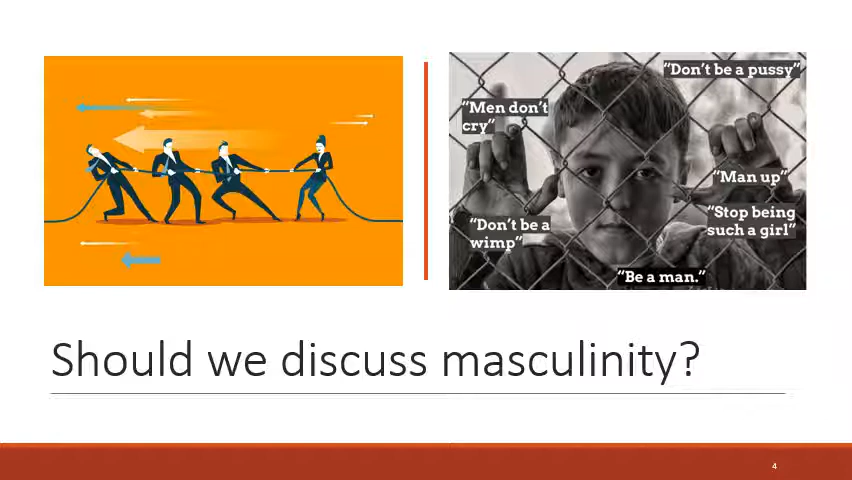 “Don’t be a pussy”
“Men don’t
cry”
“Man up”
“Stop being
such a girl”
“Don’t be a
wimp”
“Be a man.”
Should we discuss masculinity?
4